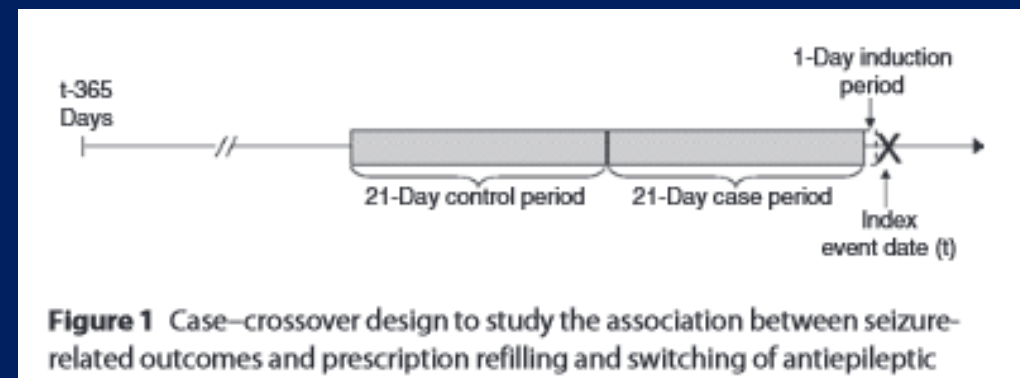 1-Day induction
period
t-365
Days
21-Day control period
21-Day case period
Index
event date (t)
Figure 1 Case–crossover design to study the association between seizure-
related outcomes and prescription refilling and switching of antiepileptic